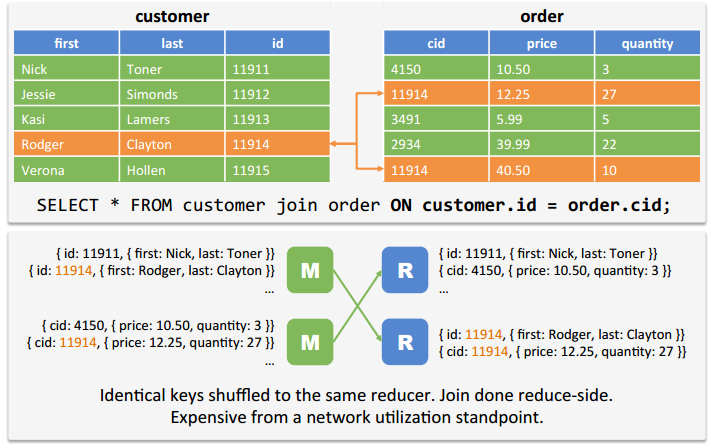 customer order
first last id cid price quantity
Nick Toner 11911 4150 10.50 3
Jessie Simonds 11912 11914 12.25 27
Kasi Lamers 11913 3491 5.99 5
Rodger Clayton 11914 2934 39.99 22
Verona Hollen 11915 11914 40.50 10
SELECT * FROM customer join order ON customer.id = order.cid;
{ id: 11911, { first: Nick, last: Toner }}
{ id: 11914, { first: Rodger, last: Clayton }}
…
M
R
{ id: 11911, { first: Nick, last: Toner }}
{ cid: 4150, { price: 10.50, quantity: 3 }}
…
{ cid: 4150, { price: 10.50, quantity: 3 }}
{ cid: 11914, { price: 12.25, quantity: 27 }}
…
M
R
{ id: 11914, { first: Rodger, last: Clayton }}
{ cid: 11914, { price: 12.25, quantity: 27 }}
Identical keys shuffled to the same reducer. Join done reduce-side.
Expensive from a network utilization standpoint.